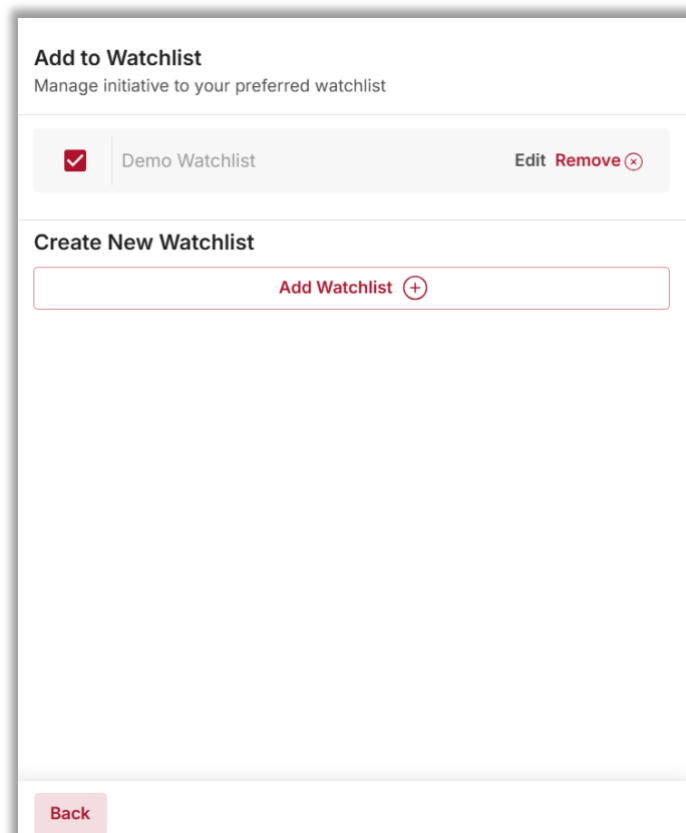 Add to Watchlist
Manage initiative to your preferred watchlist
Demo Watchlist Edit Remove
Create New Watchlist
Add Watchlist
Back